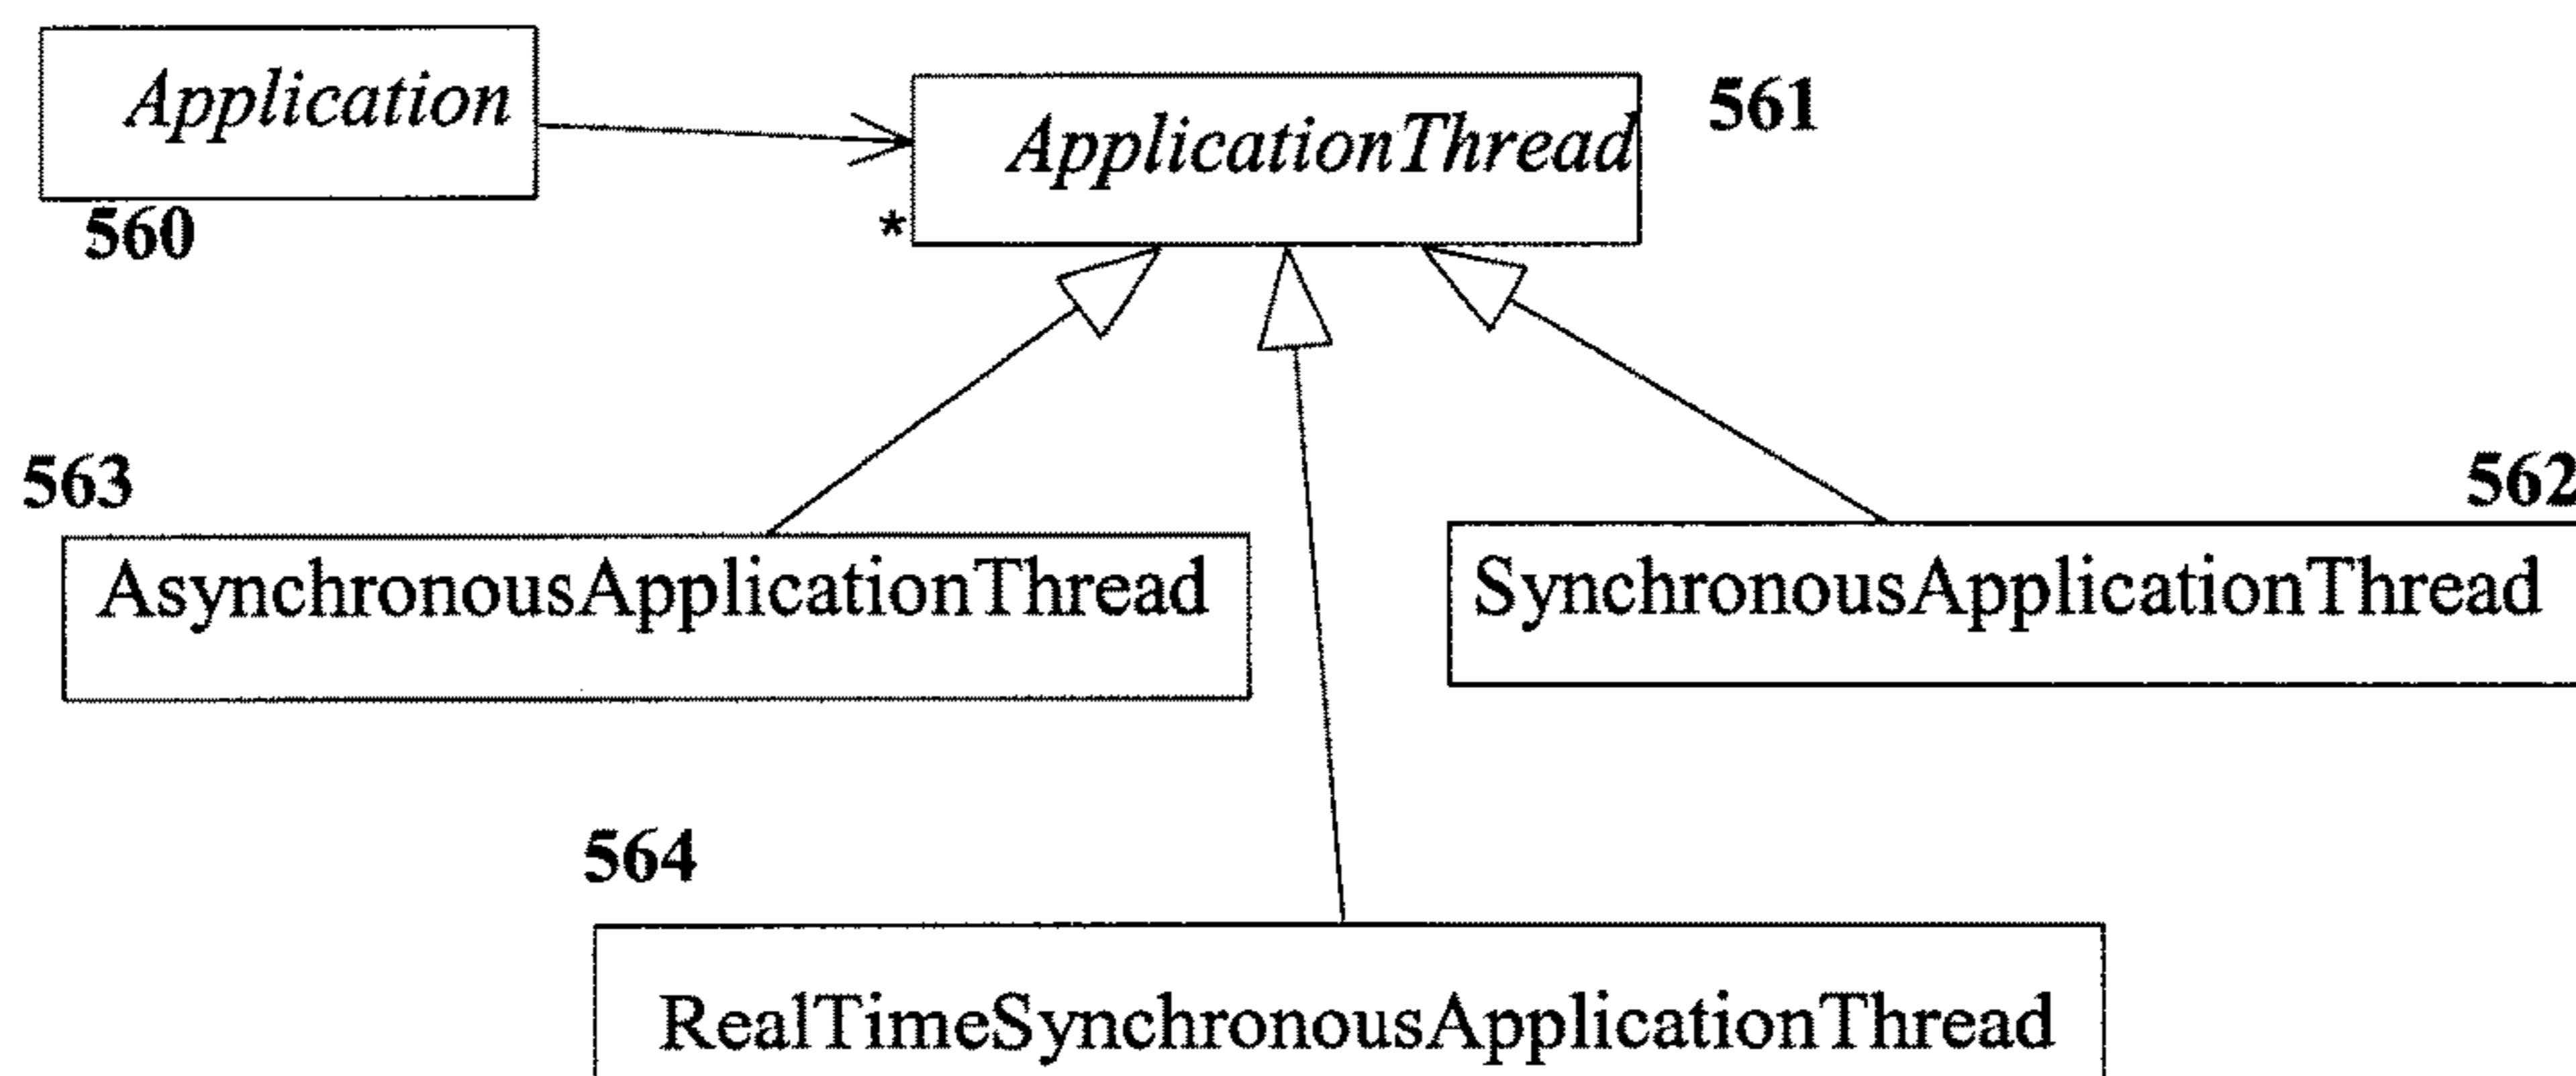 Application
560
ApplicationThread
561
*
563
AsynchronousApplicationThread
562
SynchronousApplicationThread
564
RealTimeSynchronousApplicationThread